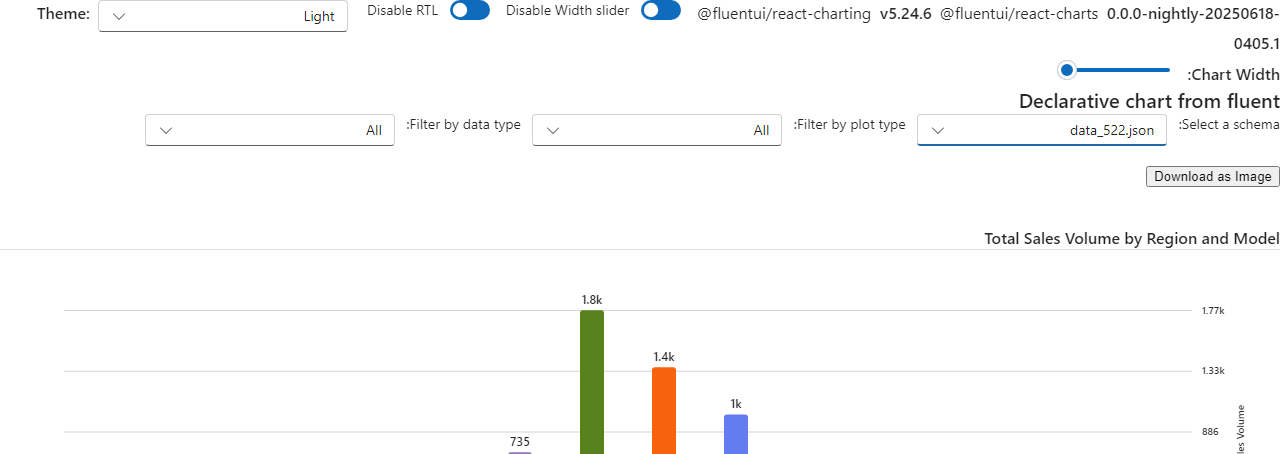 Theme: Light Disable RTL Disable Width slider @fluentui/react-charting v5.24.6 @fluentui/react-charts 0.0.0-nightly-20250618-
0405.1
:Chart Width
Declarative chart from fluent
:Select a schema data_522.json :Filter by plot type All :Filter by data type All
Download as Image
Total Sales Volume by Region and Model
1.8k
1.77k
1.4k
1.33k
1k
886
735